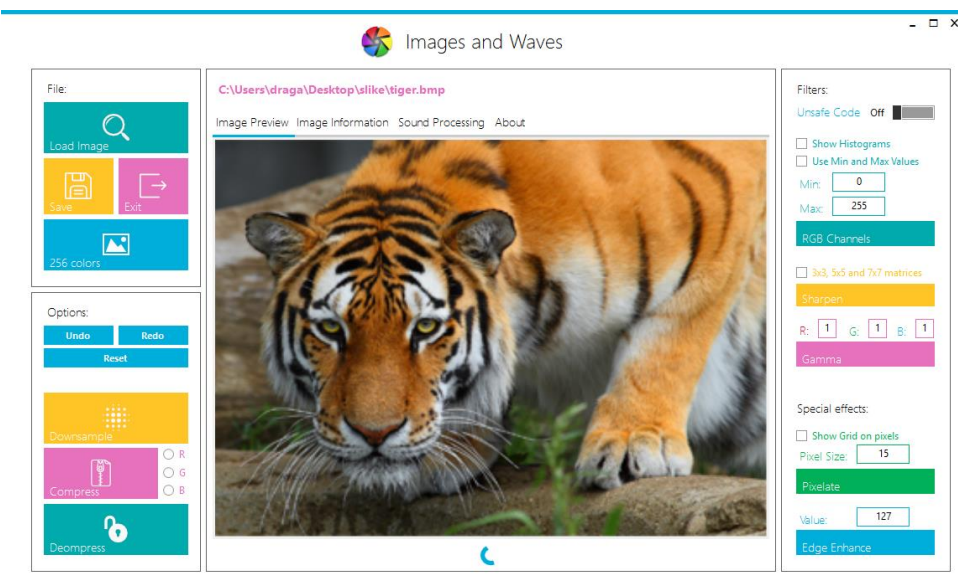 Images and Waves
File:
Load Image
Save
Exit
256 colors
Options:
Undo
Redo
Reset
Downsample
Compress
R
G
B
Deompress
C:\Users\draga\Desktop\slike\tiger.bmp
Image Preview Image Information Sound Processing About
Filters:
Unsafe Code Off
Show Histograms
Use Min and Max Values
Min: 0
Max: 255
RGB Channels
3x3, 5x5 and 7x7 matrices
Sharpen
R: 1 G: 1 B: 1
Gamma
Special effects:
Show Grid on pixels
Pixel Size: 15
Pixelate
Value: 127
Edge Enhance